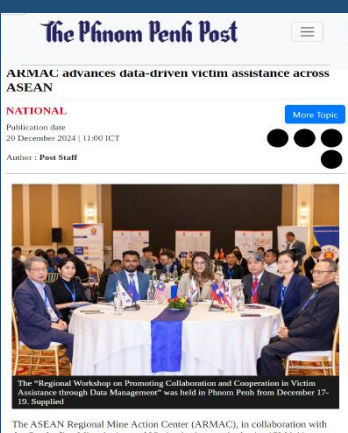 The Phnom Penh Post
ARMAC advances data-driven victim assistance across
ASEAN
NATIONAL
More Topic
Publication date
20 December 2024 | 11:00 ICT
Author : Post Staff
The “Regional Workshop on Promoting Collaboration and Cooperation in Victim
Assistance through Data Management” was held in Phnom Penh from December 17-
19. Supplied
The ASEAN Regional Mine Action Center (ARMAC), in collaboration with